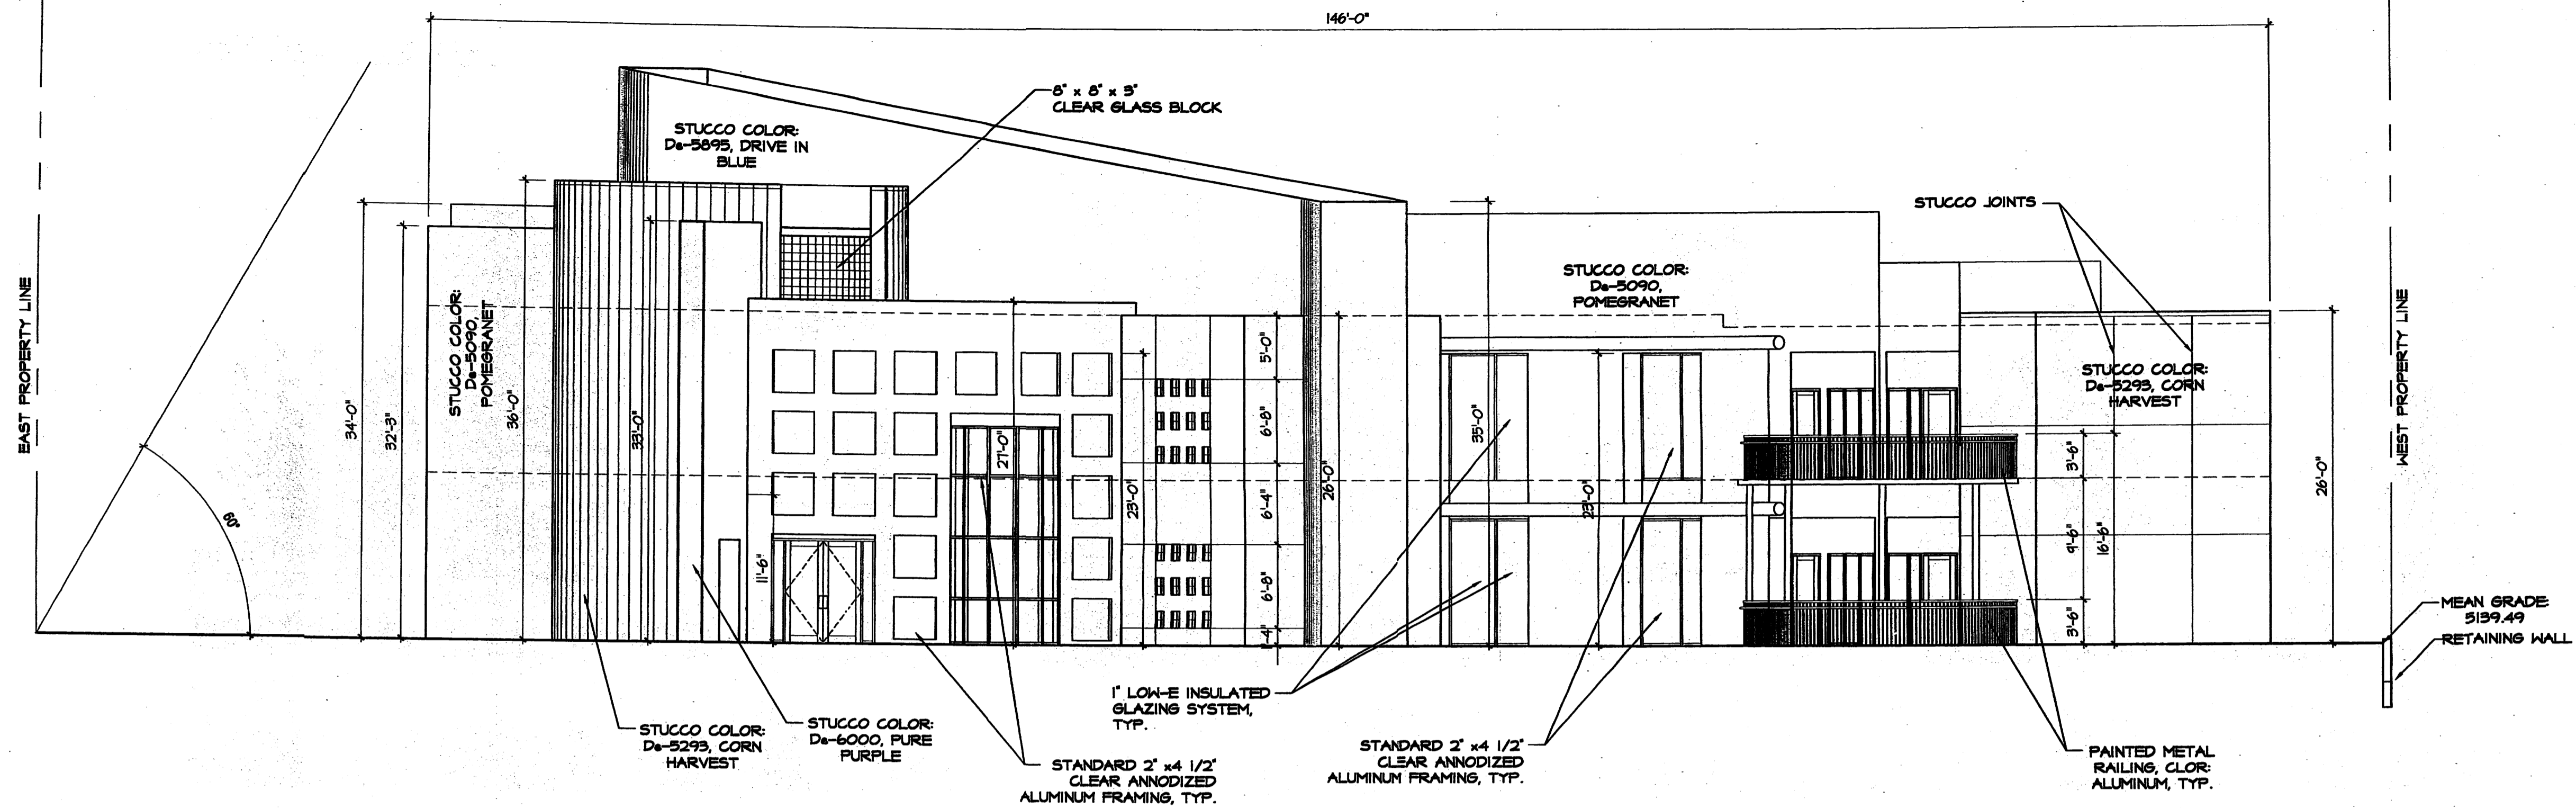 146'-0"
8" x 8" x 3"
CLEAR GLASS BLOCK
STUCCO COLOR:
De-5895, DRIVE IN
BLUE
STUCCO JOINTS
EAST PROPERTY LINE
WEST PROPERTY LINE
STUCCO COLOR:
De-5090,
POMEGRANET
STUCCO COLOR:
De-5090,
POMEGRANET
STUCCO COLOR:
De-5293, CORN
HARVEST
34'-0"
32'-3"
36'-0"
33'-0"
11'-6"
27'-0"
23'-0"
5'-0"
6'-8"
6'-4"
6'-8"
26'-0"
35'-0"
23'-0"
3'-6"
9'-6"
16'-6"
3'-6"
26'-0"
60°
MEAN GRADE:
5139.49
RETAINING WALL
1" LOW-E INSULATED
GLAZING SYSTEM,
TYP.
STUCCO COLOR:
De-5293, CORN
HARVEST
STUCCO COLOR:
De-6000, PURE
PURPLE
STANDARD 2" x4 1/2"
CLEAR ANNODIZED
ALUMINUM FRAMING, TYP.
STANDARD 2" x4 1/2"
CLEAR ANNODIZED
ALUMINUM FRAMING, TYP.
PAINTED METAL
RAILING, CLOR:
ALUMINUM, TYP.